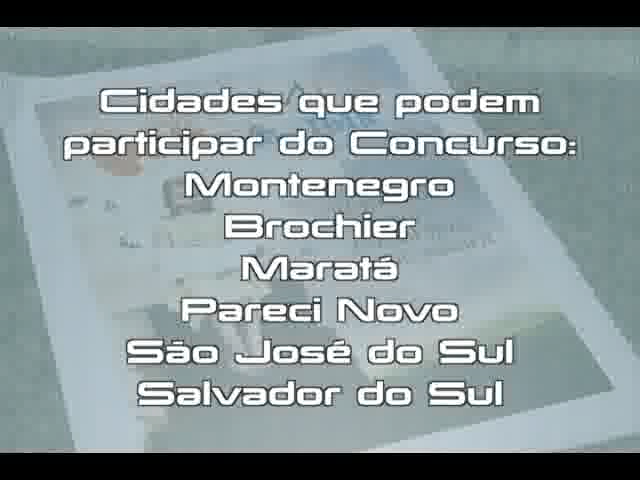 Cidades que podem
participar do Concurso:
Montenegro
Brochier
Maratá
Pareci Novo
São José do Sul
Salvador do Sul